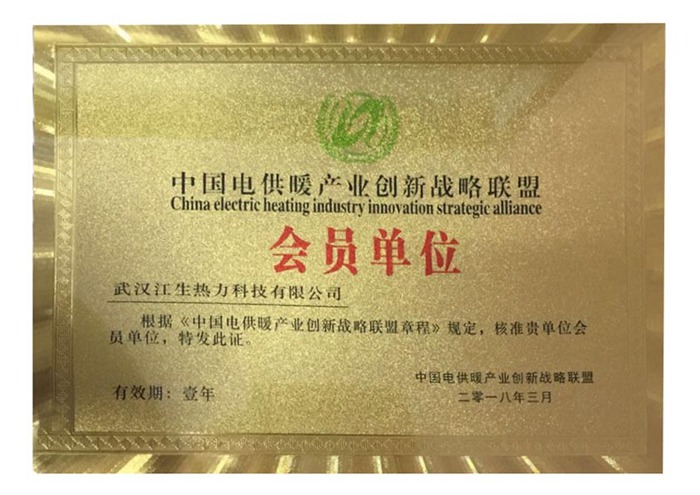 中国电供暖产业创新战略联盟
China electric heating industry innovation strategic alliance
会员单位
武汉江生热力科技有限公司
根据《中国电供暖产业创新战略联盟章程》规定，核准贵单位会
员单位，特发此证。
中国电供暖产业创新战略联盟
有效期：壹年
二零一八年三月